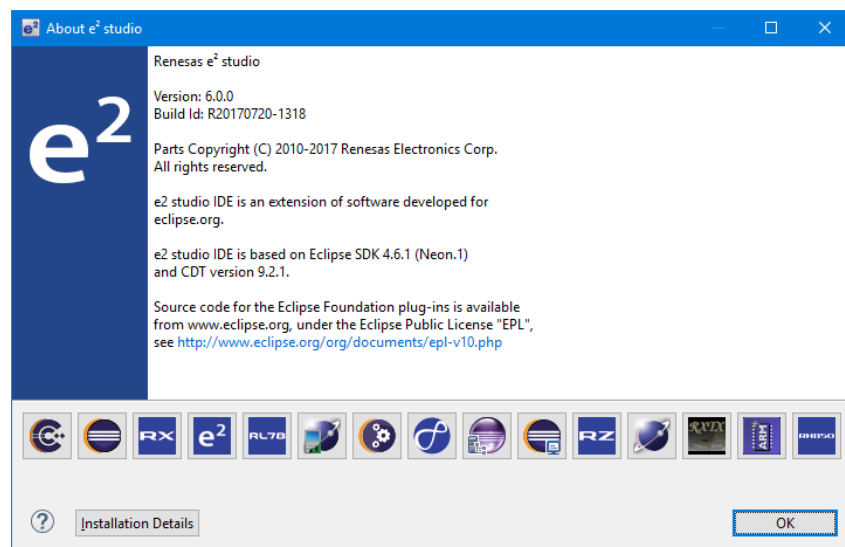 e² About e² studio
Renesas e² studio
Version: 6.0.0
Build Id: R20170720-1318
Parts Copyright (C) 2010-2017 Renesas Electronics Corp.
All rights reserved.
e2 studio IDE is an extension of software developed for
eclipse.org.
e2 studio IDE is based on Eclipse SDK 4.6.1 (Neon.1)
and CDT version 9.2.1.
Source code for the Eclipse Foundation plug-ins is available
from www.eclipse.org, under the Eclipse Public License "EPL",
see http://www.eclipse.org/org/documents/epl-v10.php
e²
RX e² RL78 RZ ARM RH850
? Installation Details OK